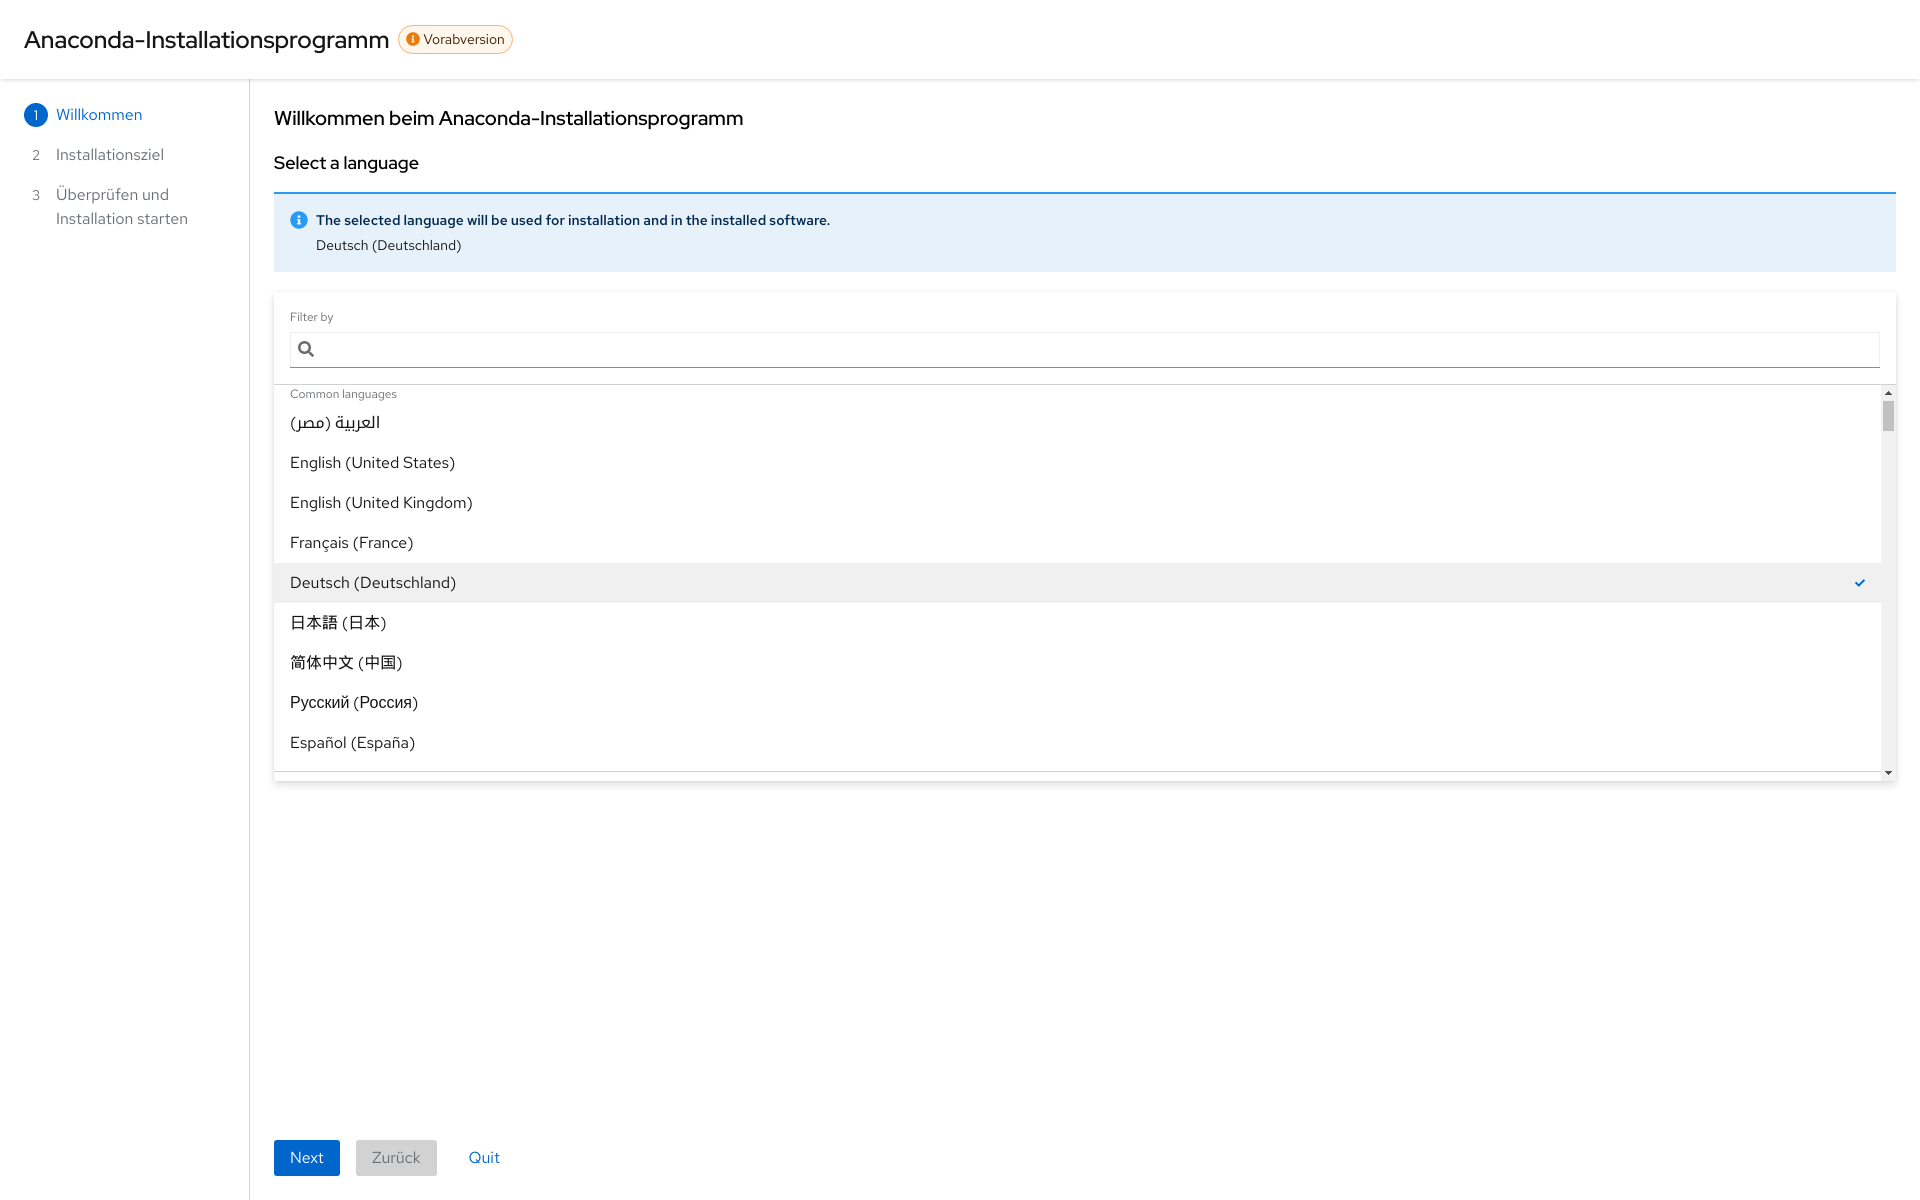 Anaconda-Installationsprogramm
Vorabversion
1 Willkommen
2 Installationsziel
3 Überprüfen und
Installation starten
Willkommen beim Anaconda-Installationsprogramm
Select a language
The selected language will be used for installation and in the installed software.
Deutsch (Deutschland)
Filter by
Common languages
العربية (مصر)
English (United States)
English (United Kingdom)
Français (France)
Deutsch (Deutschland)
日本語 (日本)
简体中文 (中国)
Русский (Россия)
Español (España)
Next
Zurück
Quit